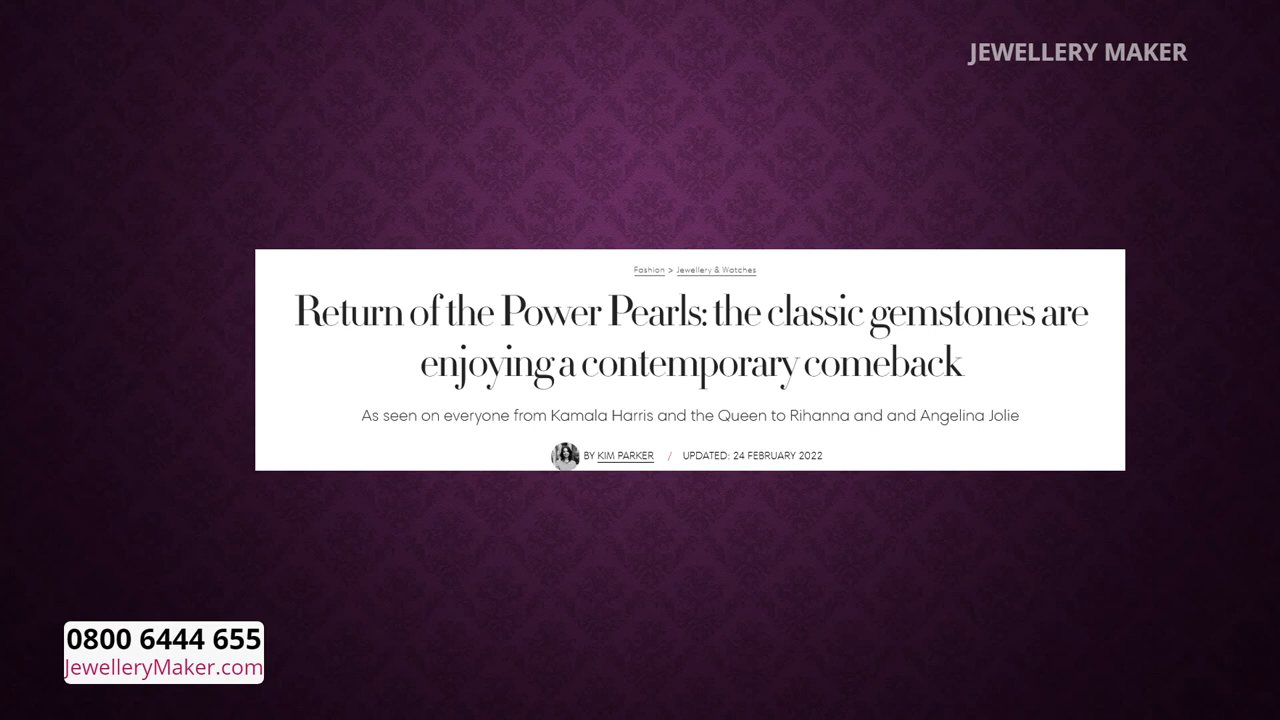 JEWELLERY MAKER
Fashion > Jewellery & Watches
Return of the Power Pearls: the classic gemstones are
enjoying a contemporary comeback
As seen on everyone from Kamala Harris and the Queen to Rihanna and and Angelina Jolie
BY KIM PARKER / UPDATED: 24 FEBRUARY 2022
0800 6444 655
JewelleryMaker.com